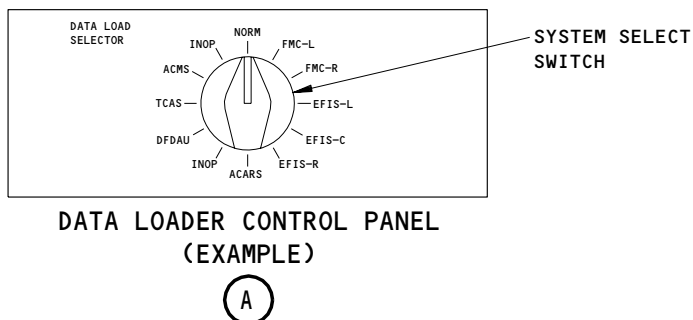 DATA LOAD
SELECTOR
NORM
FMC-L
FMC-R
EFIS-L
EFIS-C
EFIS-R
ACARS
INOP
DFDAU
TCAS
ACMS
INOP
SYSTEM SELECT
SWITCH
DATA LOADER CONTROL PANEL
(EXAMPLE)
A